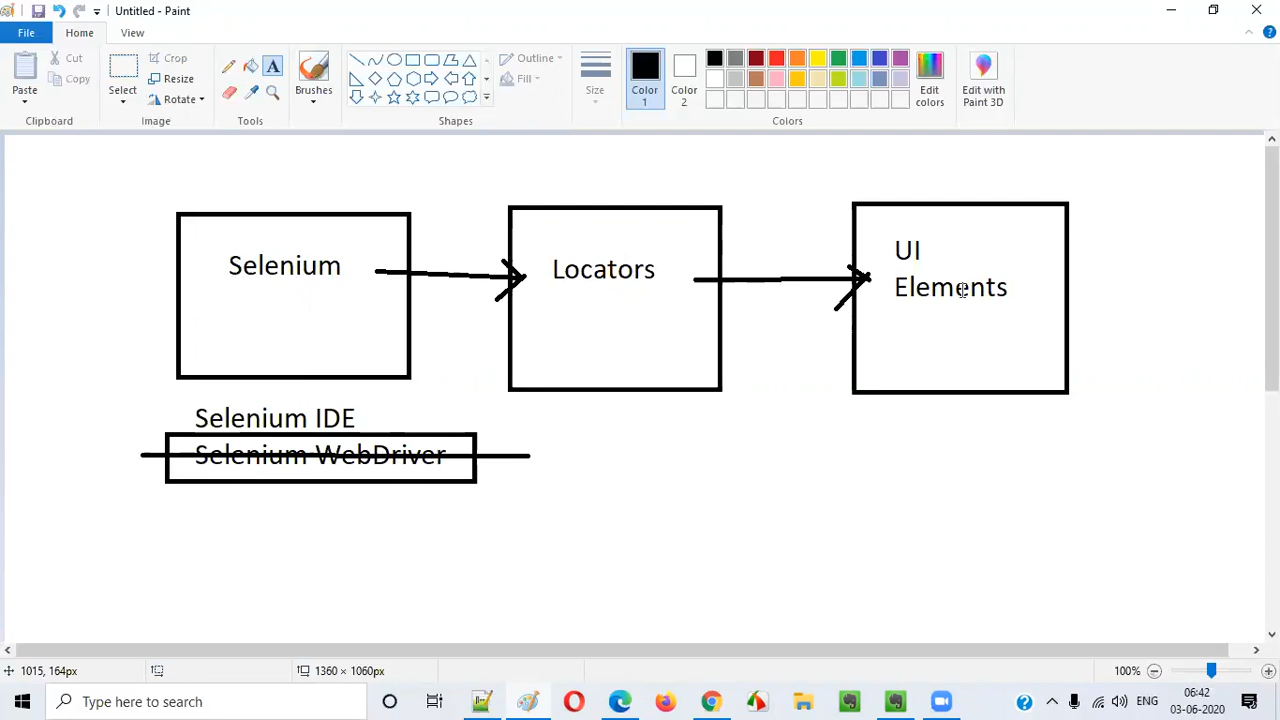 Untitled - Paint
File
Home
View
Paste
Cut
Copy
Clipboard
Select
Crop
Resize
Rotate
Image
A
Tools
Brushes
Outline
Fill
Shapes
Size
Color
1
Color
2
Edit
colors
Edit with
Paint 3D
Colors
Selenium
Locators
UI
Elements
Selenium IDE
Selenium WebDriver
1015, 164px
1360 × 1060px
100%
Type here to search
ENG
06:42
03-06-2020